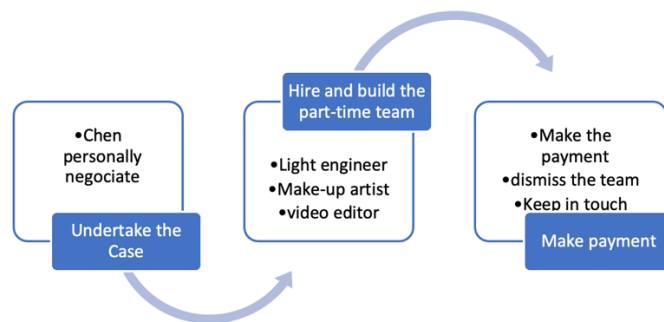 •Chen
personally
negociate
Undertake the
Case
Hire and build the
part-time team
•Light engineer
•Make-up artist
•video editor
•Make the
payment
•dismiss the team
•Keep in touch
Make payment